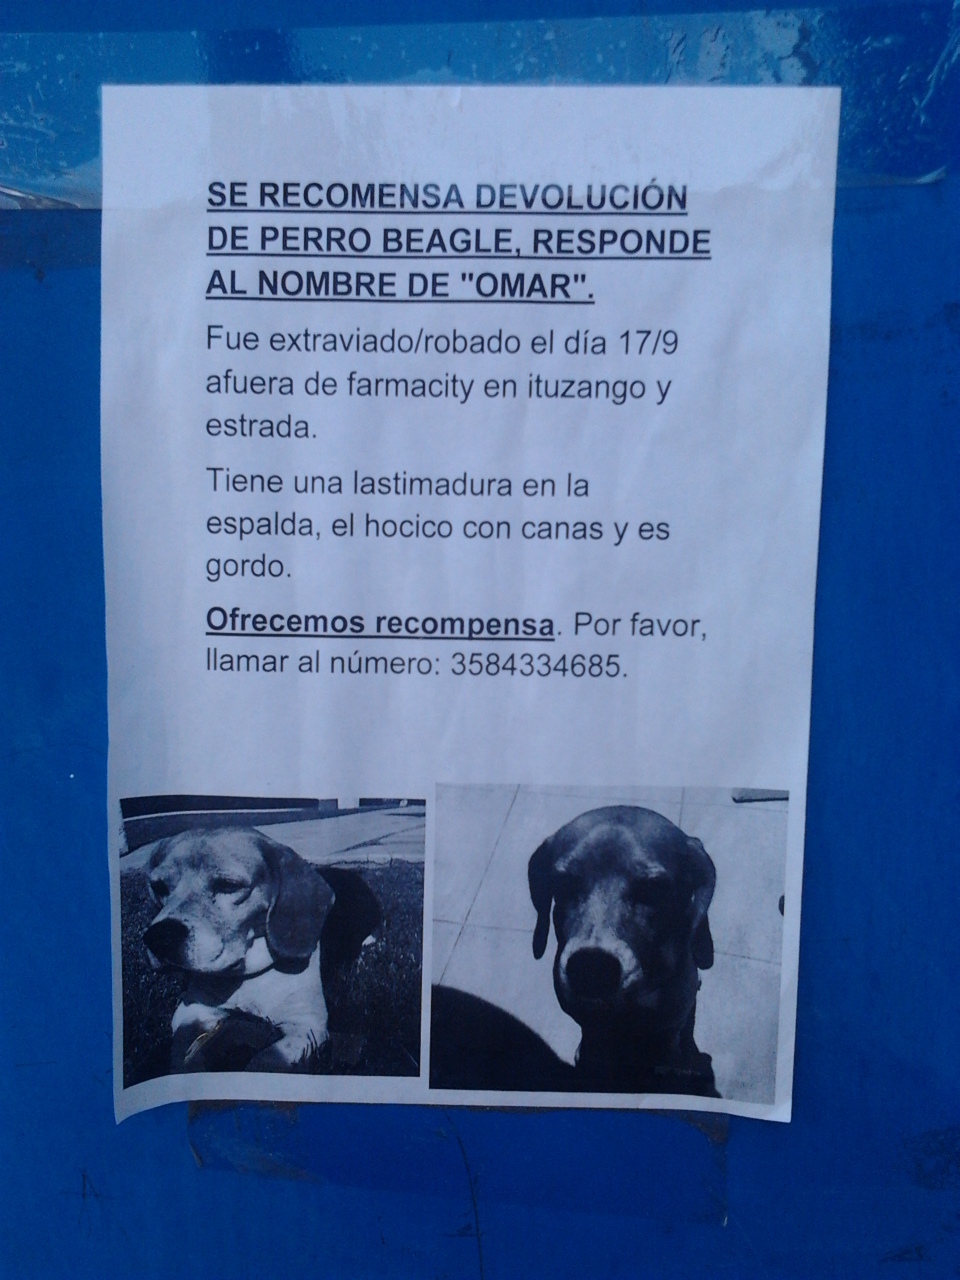 SE RECOMENSA DEVOLUCIÓN
DE PERRO BEAGLE, RESPONDE
AL NOMBRE DE "OMAR".
Fue extraviado/robado el día 17/9
afuera de farmacity en ituzango y
estrada.
Tiene una lastimadura en la
espalda, el hocico con canas y es
gordo.
Ofrecemos recompensa. Por favor,
llamar al número: 3584334685.